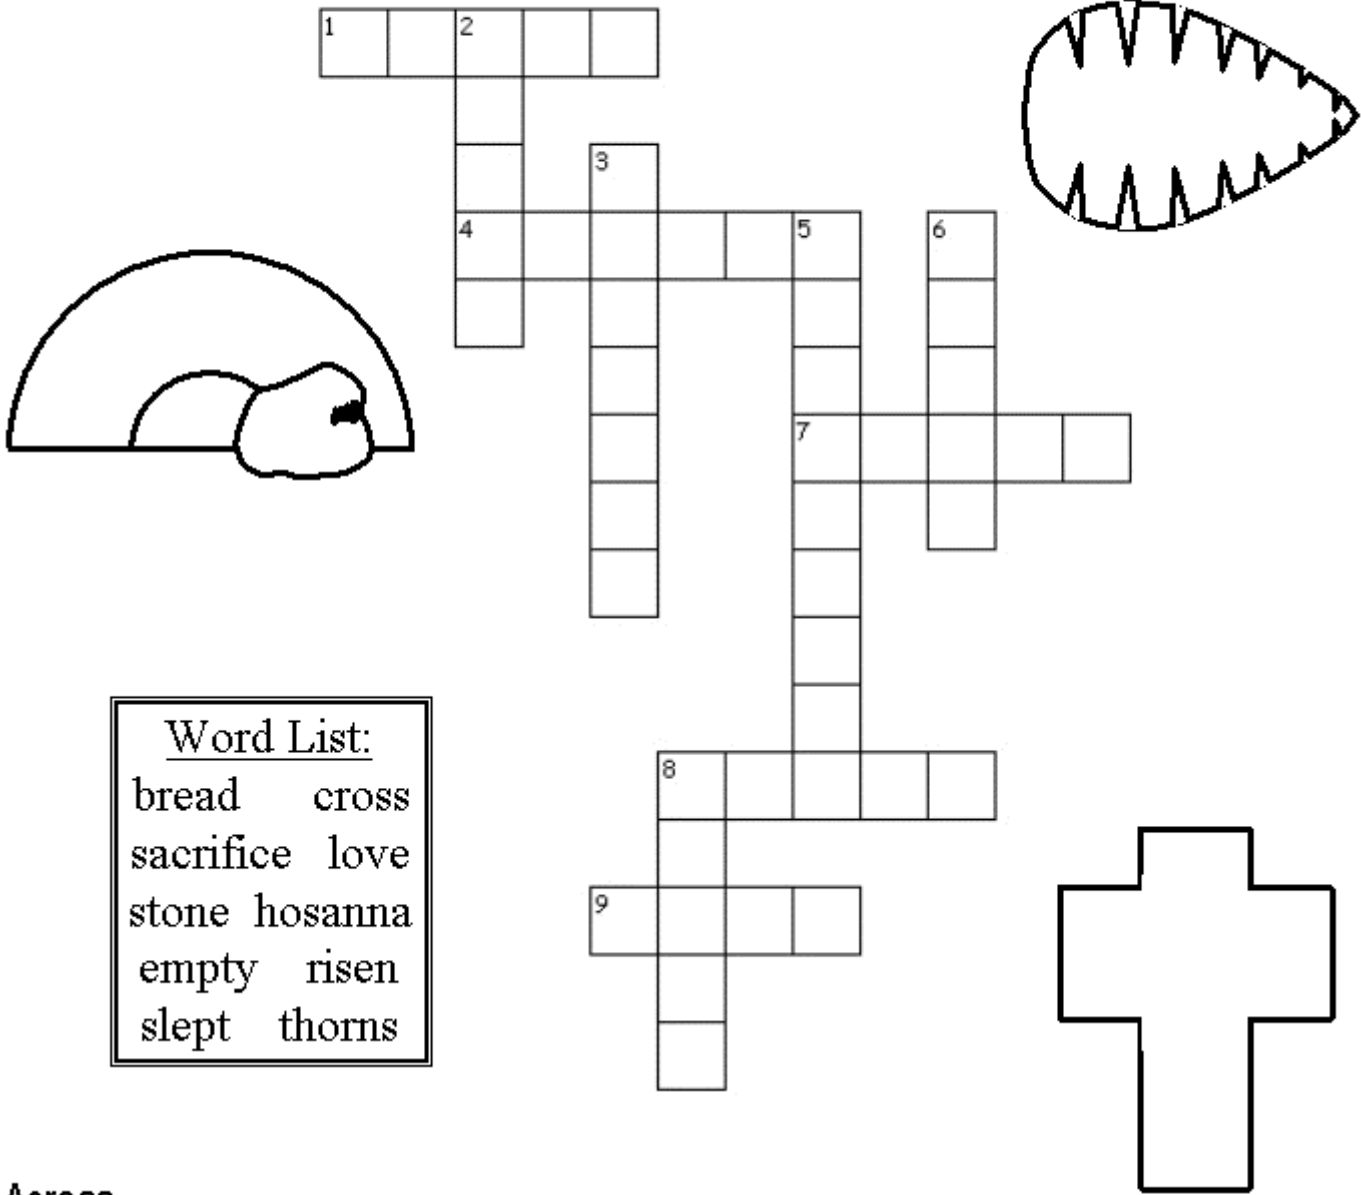 1 2
3
4 5 6
7
8
9
Word List:
bread cross
sacrifice love
stone hosanna
empty risen
slept thorns